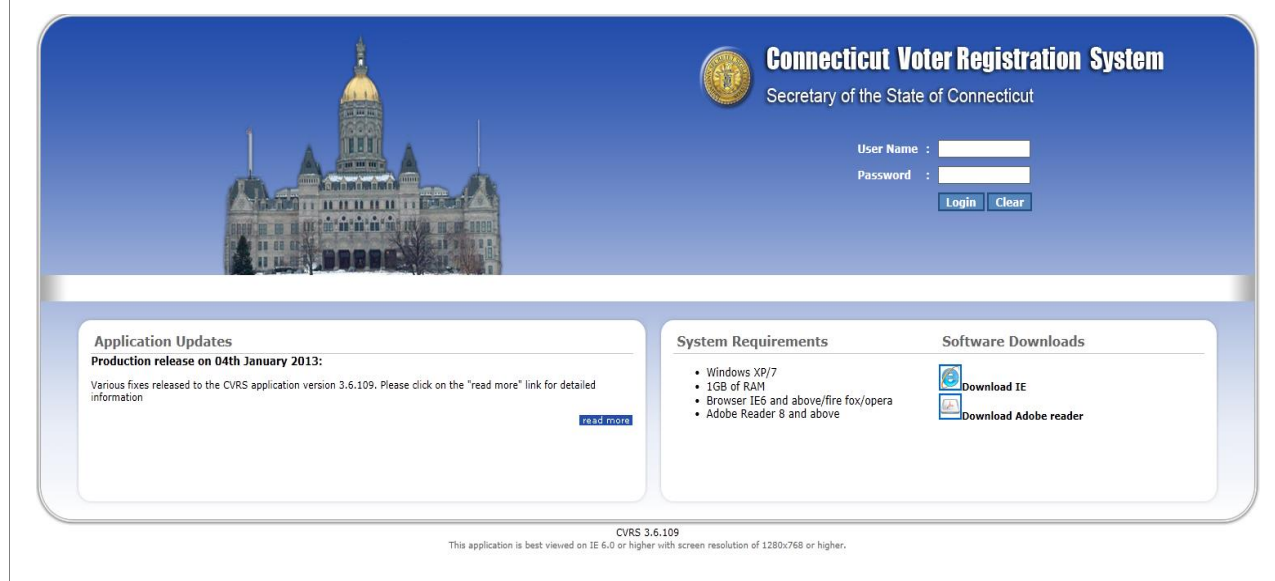 Connecticut Voter Registration System
Secretary of the State of Connecticut
User Name :
Password :
Login Clear
Application Updates
Production release on 04th January 2013:
Various fixes released to the CVRS application version 3.6.109. Please click on the "read more" link for detailed
information
read more
System Requirements
• Windows XP/7
• 1GB of RAM
• Browser IE6 and above/fire fox/opera
• Adobe Reader 8 and above
Software Downloads
Download IE
Download Adobe reader
CVRS 3.6.109
This application is best viewed on IE 6.0 or higher with screen resolution of 1280x768 or higher.